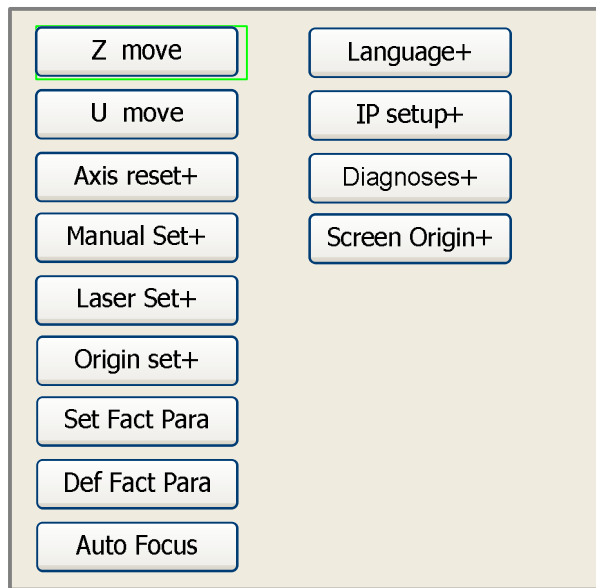 Z move
U move
Axis reset+
Manual Set+
Laser Set+
Origin set+
Set Fact Para
Def Fact Para
Auto Focus
Language+
IP setup+
Diagnoses+
Screen Origin+